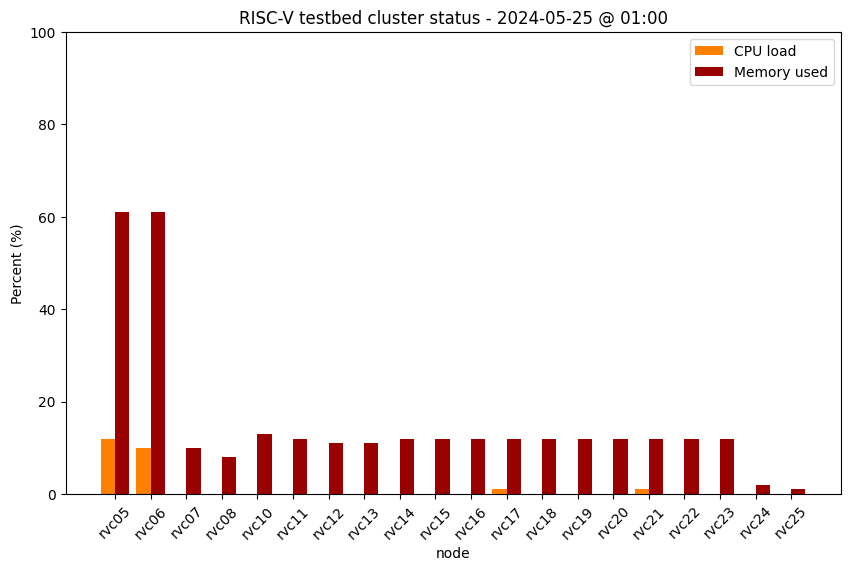 RISC-V testbed cluster status - 2024-05-25 @ 01:00
CPU load
Memory used
Percent (%)
100
80
60
40
20
0
rvc05 rvc06 rvc07 rvc08 rvc10 rvc11 rvc12 rvc13 rvc14 rvc15 rvc16 rvc17 rvc18 rvc19 rvc20 rvc21 rvc22 rvc23 rvc24 rvc25
node